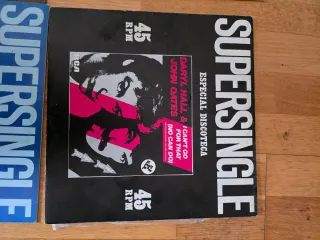 SUPERSINGLE
ESPECIAL DISCOTECA
45
RPM
45
RPM
RCA
DARYL HALL &
JOHN OATES
I CAN'T GO
FOR THAT
(NO CAN DO)
SUPERSINGLE